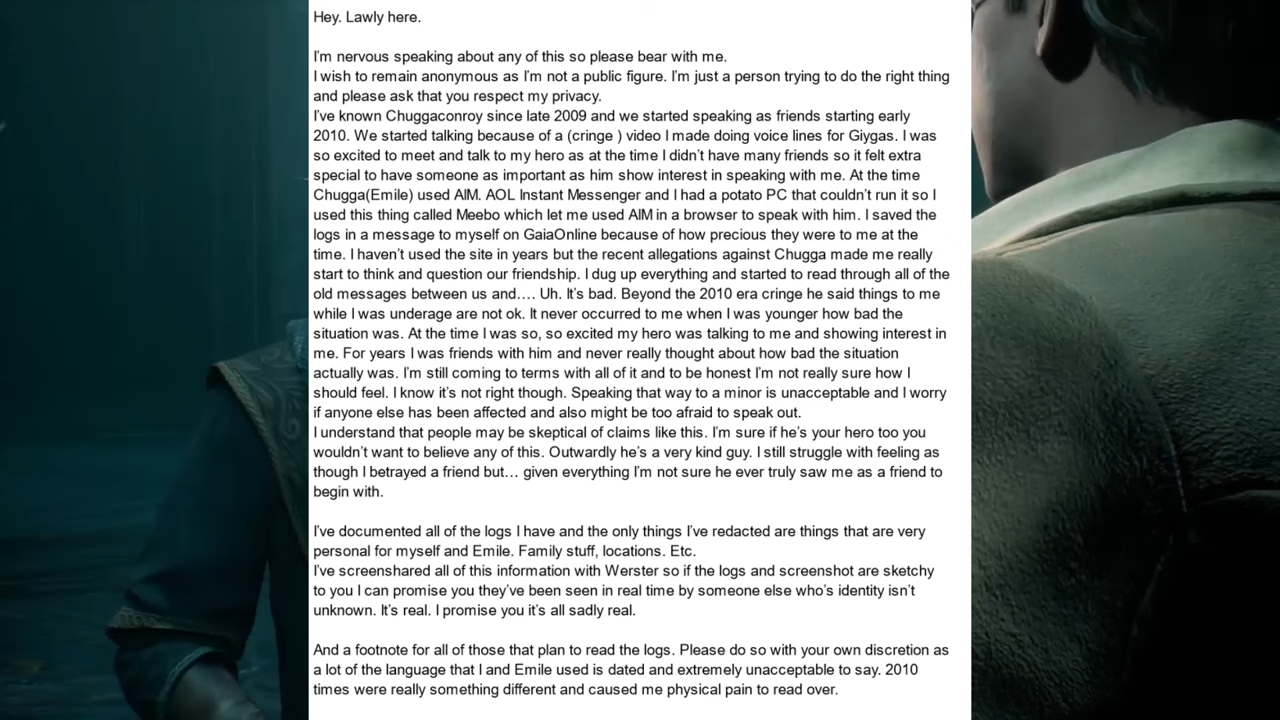 Hey. Lawly here.
I'm nervous speaking about any of this so please bear with me.
I wish to remain anonymous as I'm not a public figure. I'm just a person trying to do the right thing
and please ask that you respect my privacy.
I've known Chuggaconroy since late 2009 and we started speaking as friends starting early
2010. We started talking because of a (cringe ) video I made doing voice lines for Giygas. I was
so excited to meet and talk to my hero as at the time I didn't have many friends so it felt extra
special to have someone as important as him show interest in speaking with me. At the time
Chugga(Emile) used AIM. AOL Instant Messenger and I had a potato PC that couldn't run it so I
used this thing called Meebo which let me used AIM in a browser to speak with him. I saved the
logs in a message to myself on GaiaOnline because of how precious they were to me at the
time. I haven't used the site in years but the recent allegations against Chugga made me really
start to think and question our friendship. I dug up everything and started to read through all of the
old messages between us and…. Uh. It's bad. Beyond the 2010 era cringe he said things to me
while I was underage are not ok. It never occurred to me when I was younger how bad the
situation was. At the time I was so, so excited my hero was talking to me and showing interest in
me. For years I was friends with him and never really thought about how bad the situation
actually was. I'm still coming to terms with all of it and to be honest I'm not really sure how I
should feel. I know it's not right though. Speaking that way to a minor is unacceptable and I worry
if anyone else has been affected and also might be too afraid to speak out.
I understand that people may be skeptical of claims like this. I'm sure if he's your hero too you
wouldn't want to believe any of this. Outwardly he's a very kind guy. I still struggle with feeling as
though I betrayed a friend but… given everything I'm not sure he ever truly saw me as a friend to
begin with.
I've documented all of the logs I have and the only things I've redacted are things that are very
personal for myself and Emile. Family stuff, locations. Etc.
I've screenshared all of this information with Werster so if the logs and screenshot are sketchy
to you I can promise you they've been seen in real time by someone else who's identity isn't
unknown. It's real. I promise you it's all sadly real.
And a footnote for all of those that plan to read the logs. Please do so with your own discretion as
a lot of the language that I and Emile used is dated and extremely unacceptable to say. 2010
times were really something different and caused me physical pain to read over.